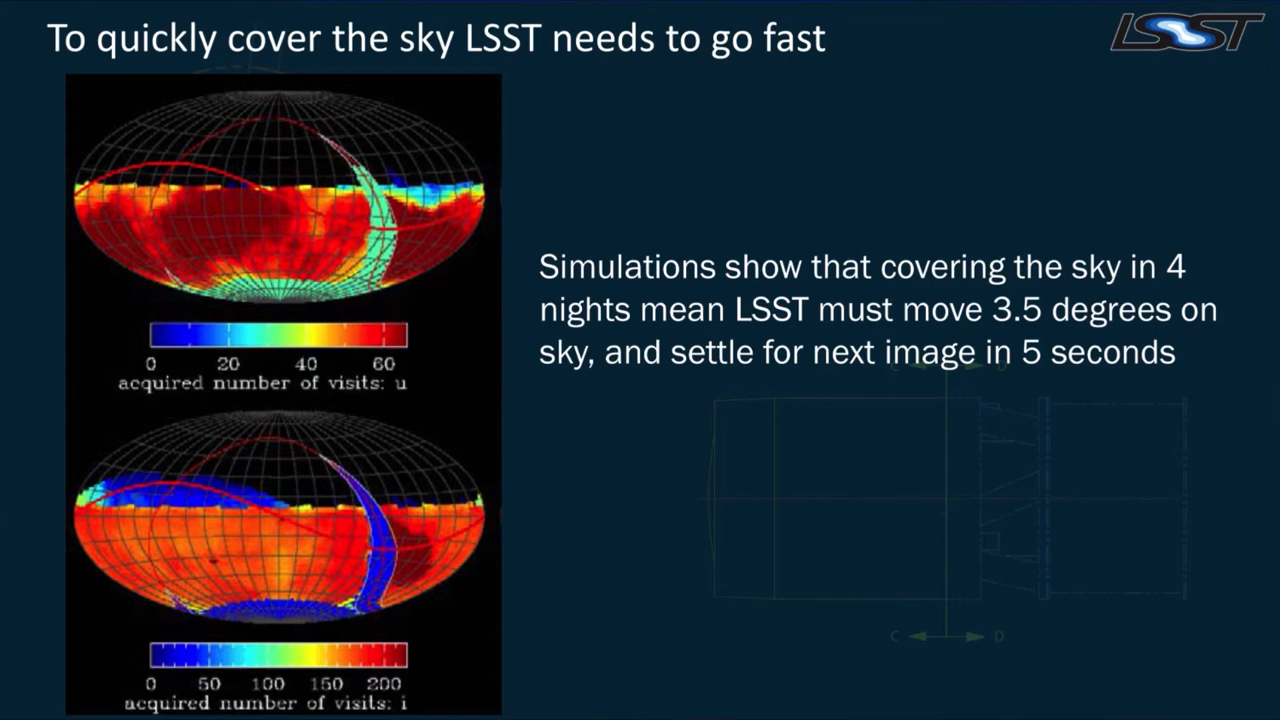 To quickly cover the sky LSST needs to go fast
LSST
0 20 40 60
acquired number of visits: u
Simulations show that covering the sky in 4
nights mean LSST must move 3.5 degrees on
sky, and settle for next image in 5 seconds
C D
C D
0 50 100 150 200
acquired number of visits: i